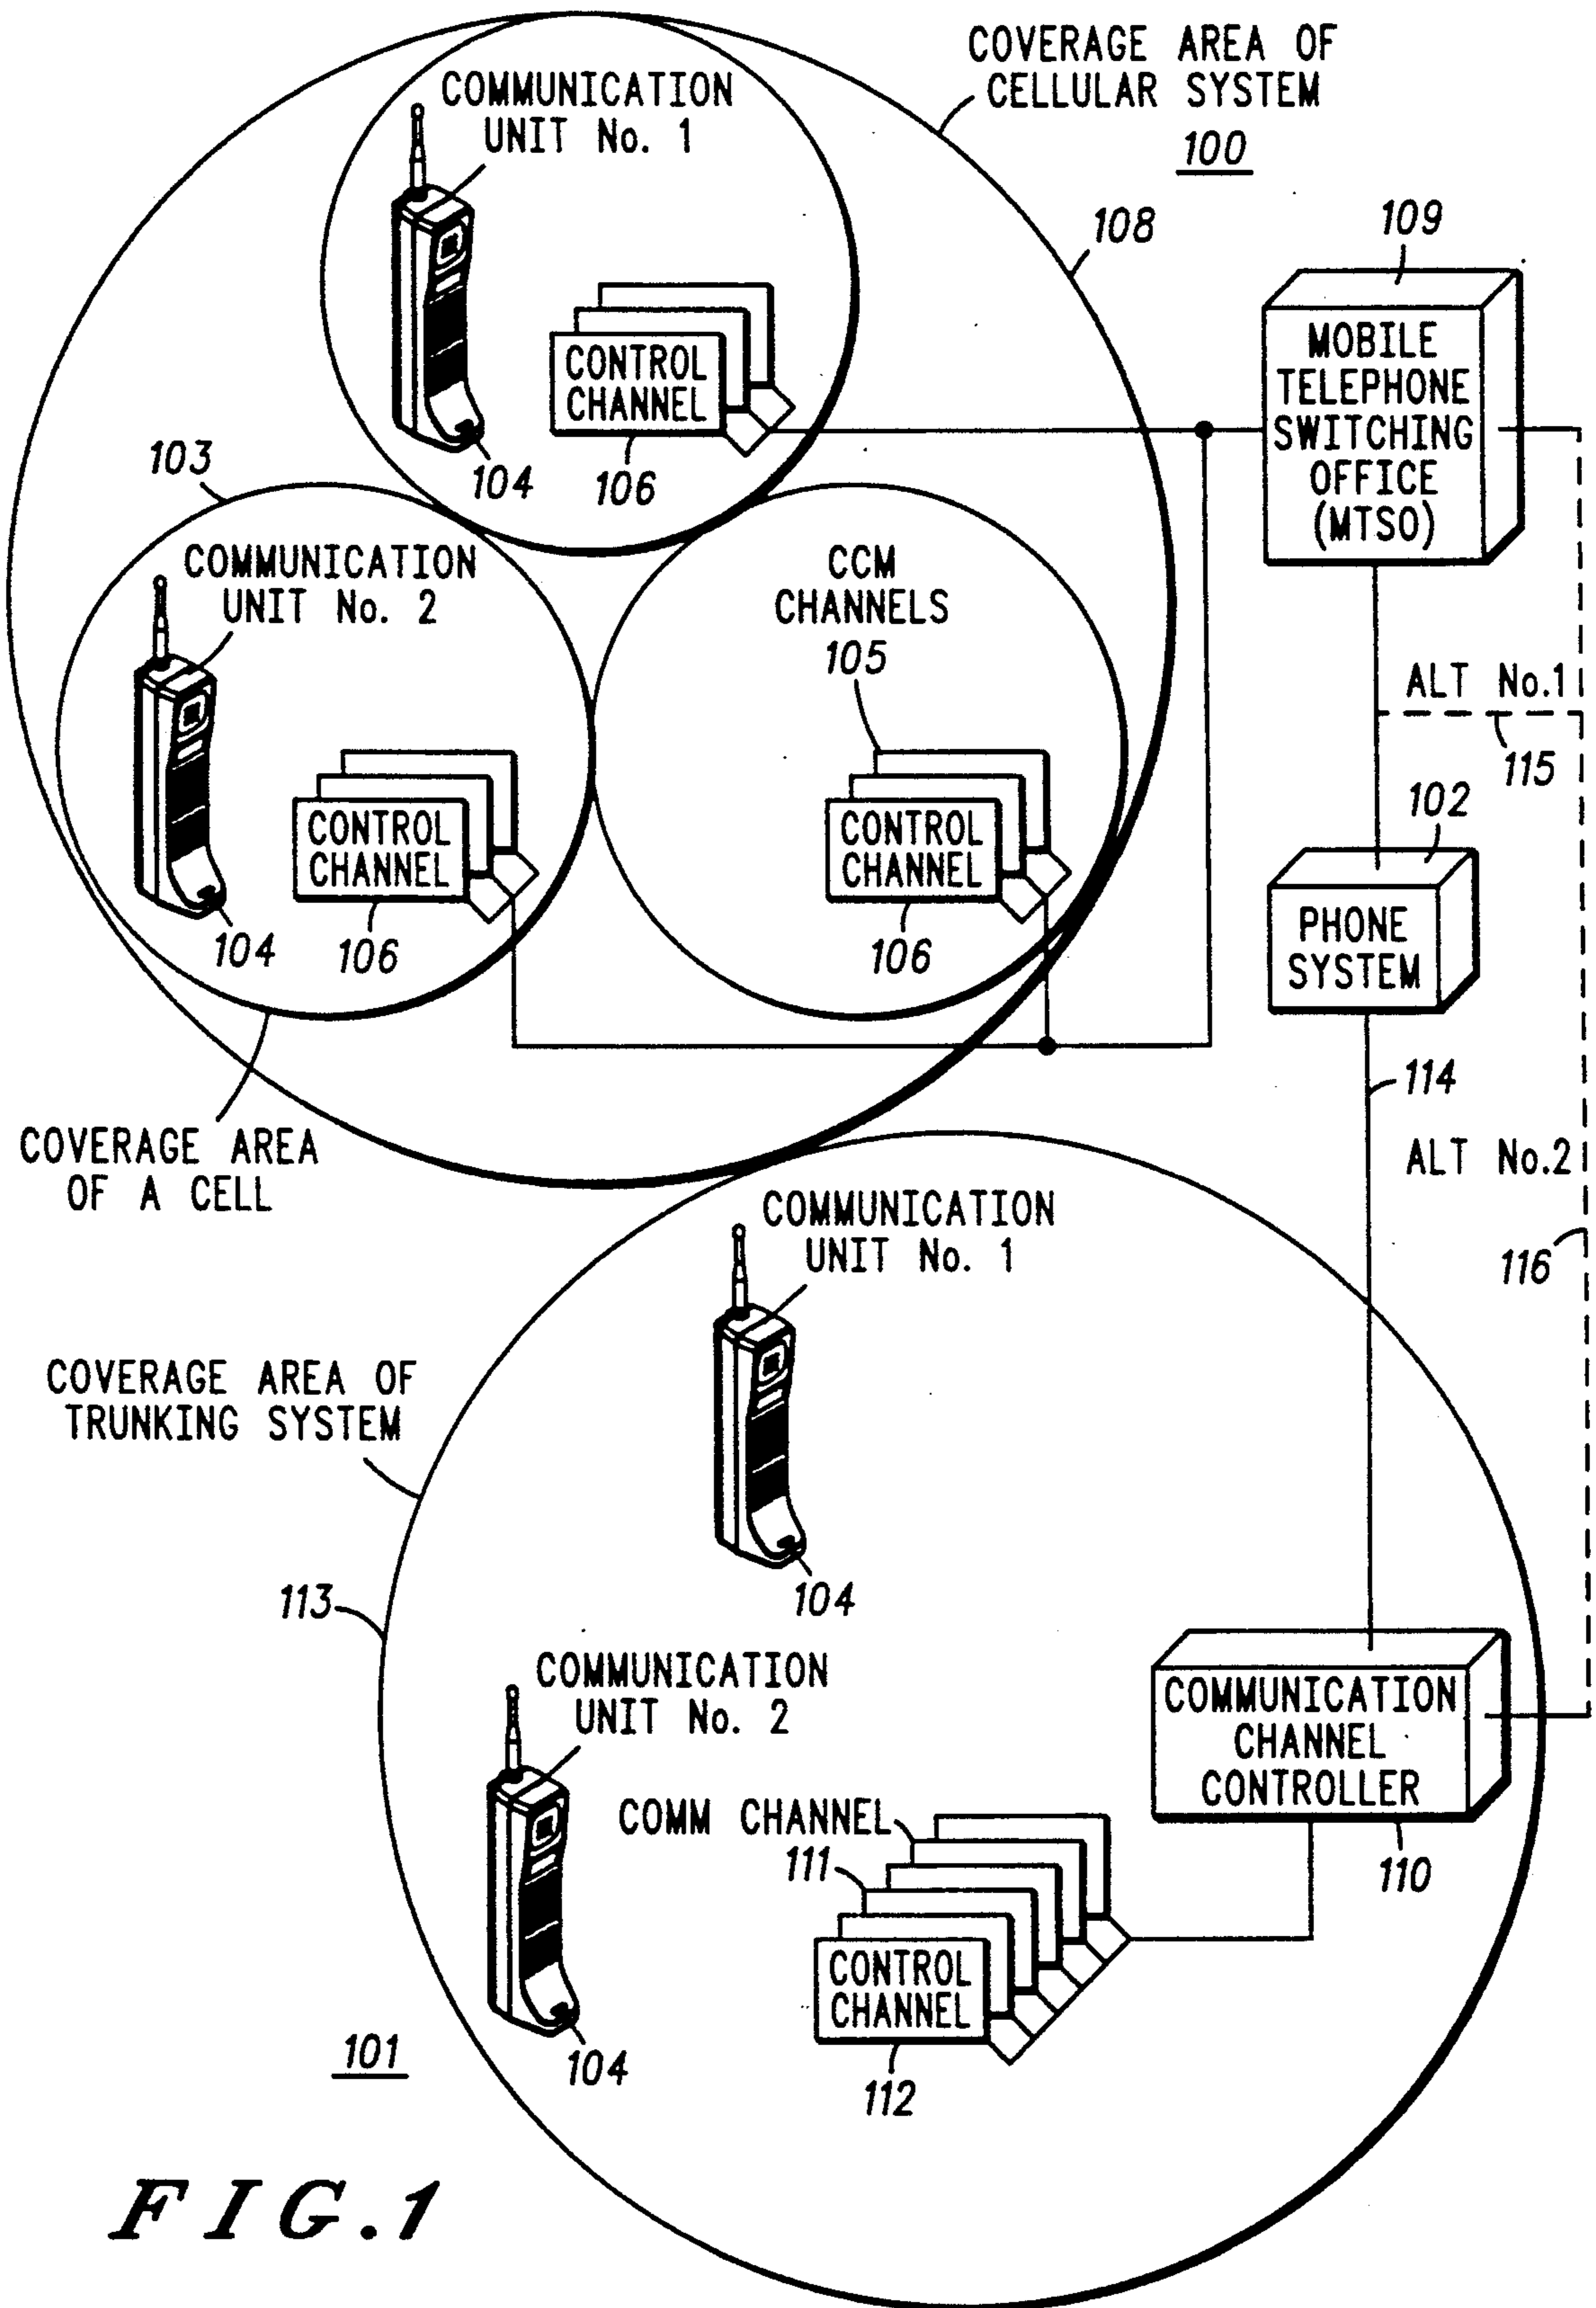 COVERAGE AREA OF
CELLULAR SYSTEM
100
COMMUNICATION
UNIT No. 1
108
109
MOBILE
TELEPHONE
SWITCHING
OFFICE
(MTSO)
CONTROL
CHANNEL
104
106
103
COMMUNICATION
UNIT No. 2
CCM
CHANNELS
105
ALT No.1
115
102
CONTROL
CHANNEL
CONTROL
CHANNEL
PHONE
SYSTEM
104
106
106
114
COVERAGE AREA
OF A CELL
ALT No.2
COMMUNICATION
UNIT No. 1
116
COVERAGE AREA OF
TRUNKING SYSTEM
104
113
COMMUNICATION
UNIT No. 2
COMMUNICATION
CHANNEL
CONTROLLER
COMM CHANNEL
111
110
CONTROL
CHANNEL
101
104
112
FIG.1